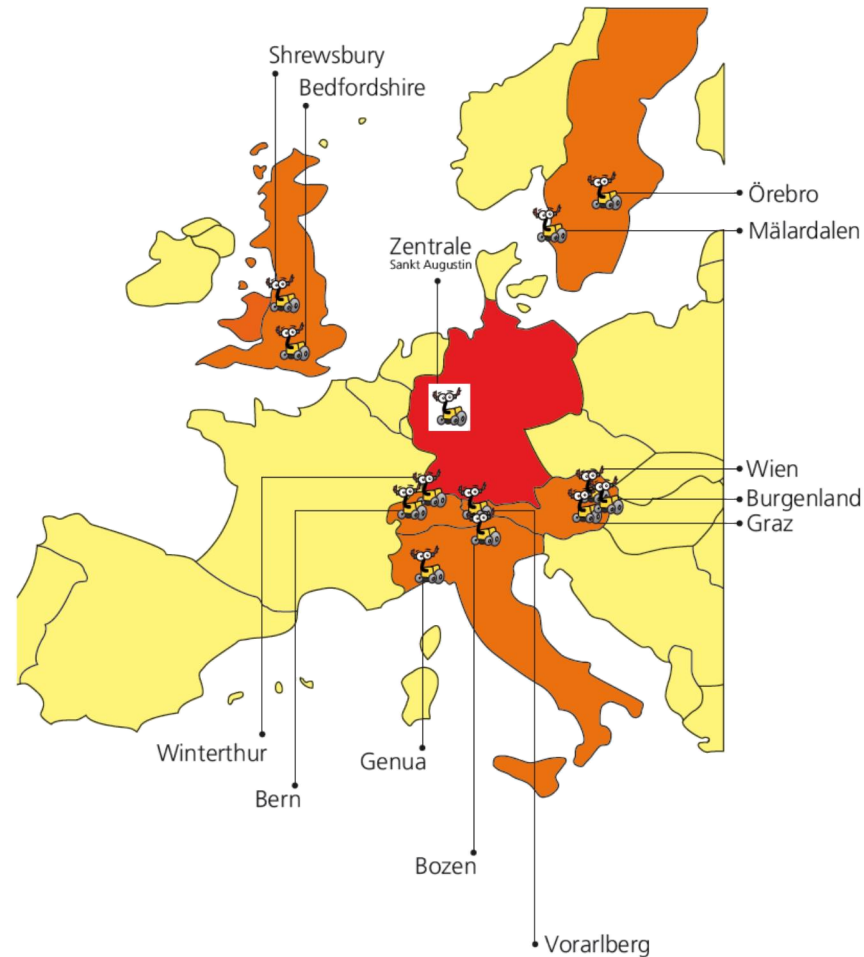 Shrewsbury
Bedfordshire
Örebro
Mälardalen
Zentrale
Sankt Augustin
Wien
Burgenland
Graz
Winterthur
Genua
Bern
Bozen
Vorarlberg